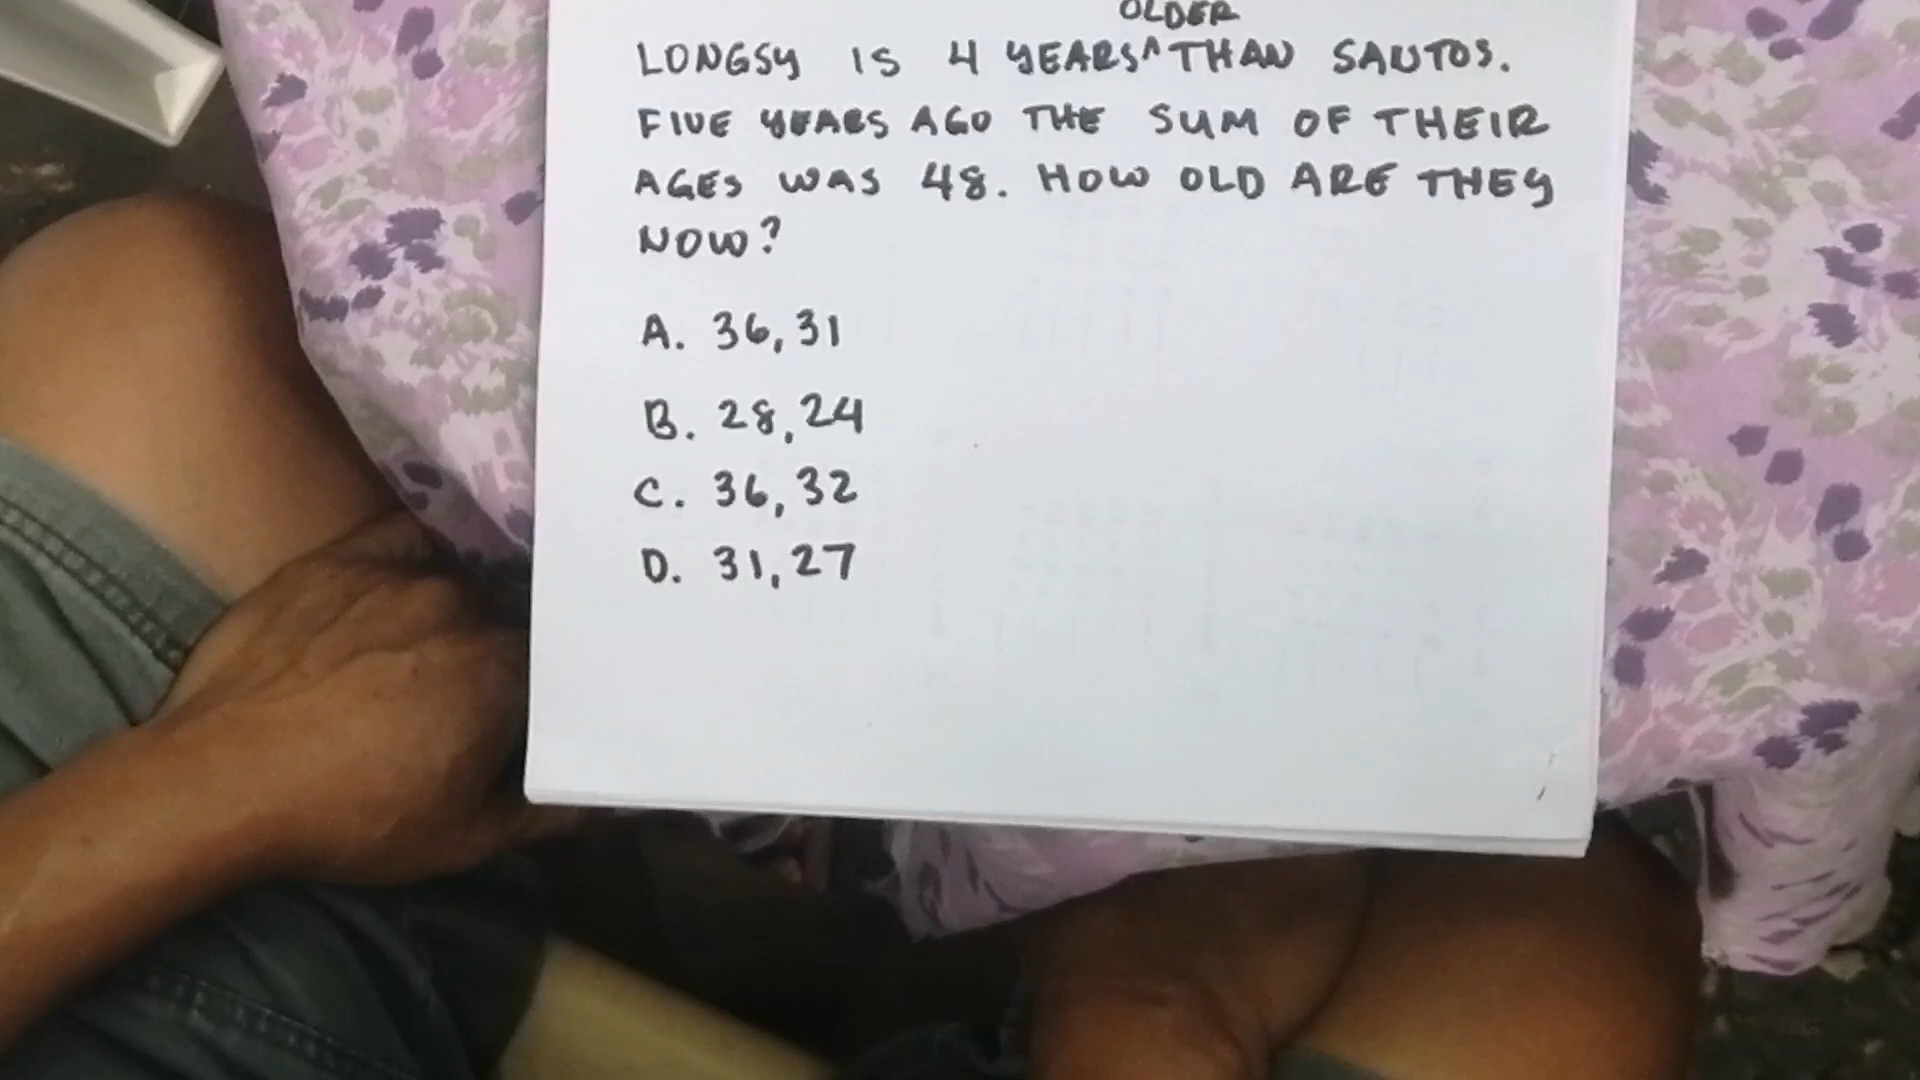 OLDER
LONGSY IS 4 YEARS^THAN SANTOS.
FIVE YEARS AGO THE SUM OF THEIR
AGES WAS 48. HOW OLD ARE THEY
NOW?
A. 36,31
B. 28,24
C. 36,32
D. 31,27